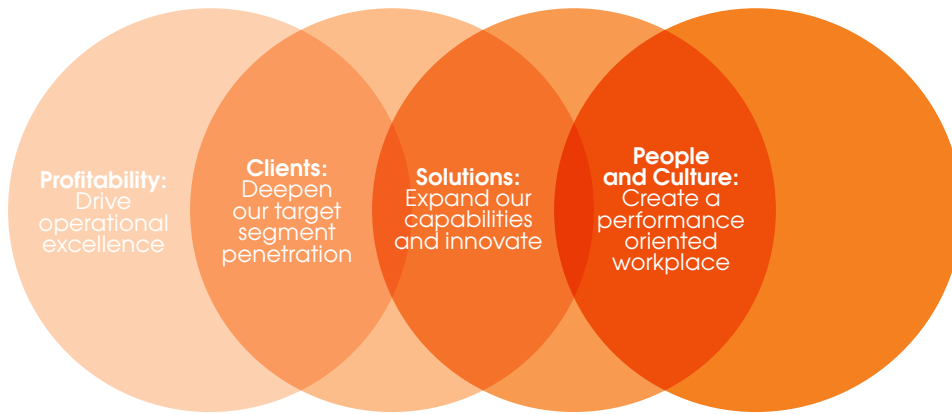 Profitability:
Drive
operational
excellence
Clients:
Deepen
our target
segment
penetration
Solutions:
Expand our
capabilities
and innovate
People
and Culture:
Create a
performance
oriented
workplace